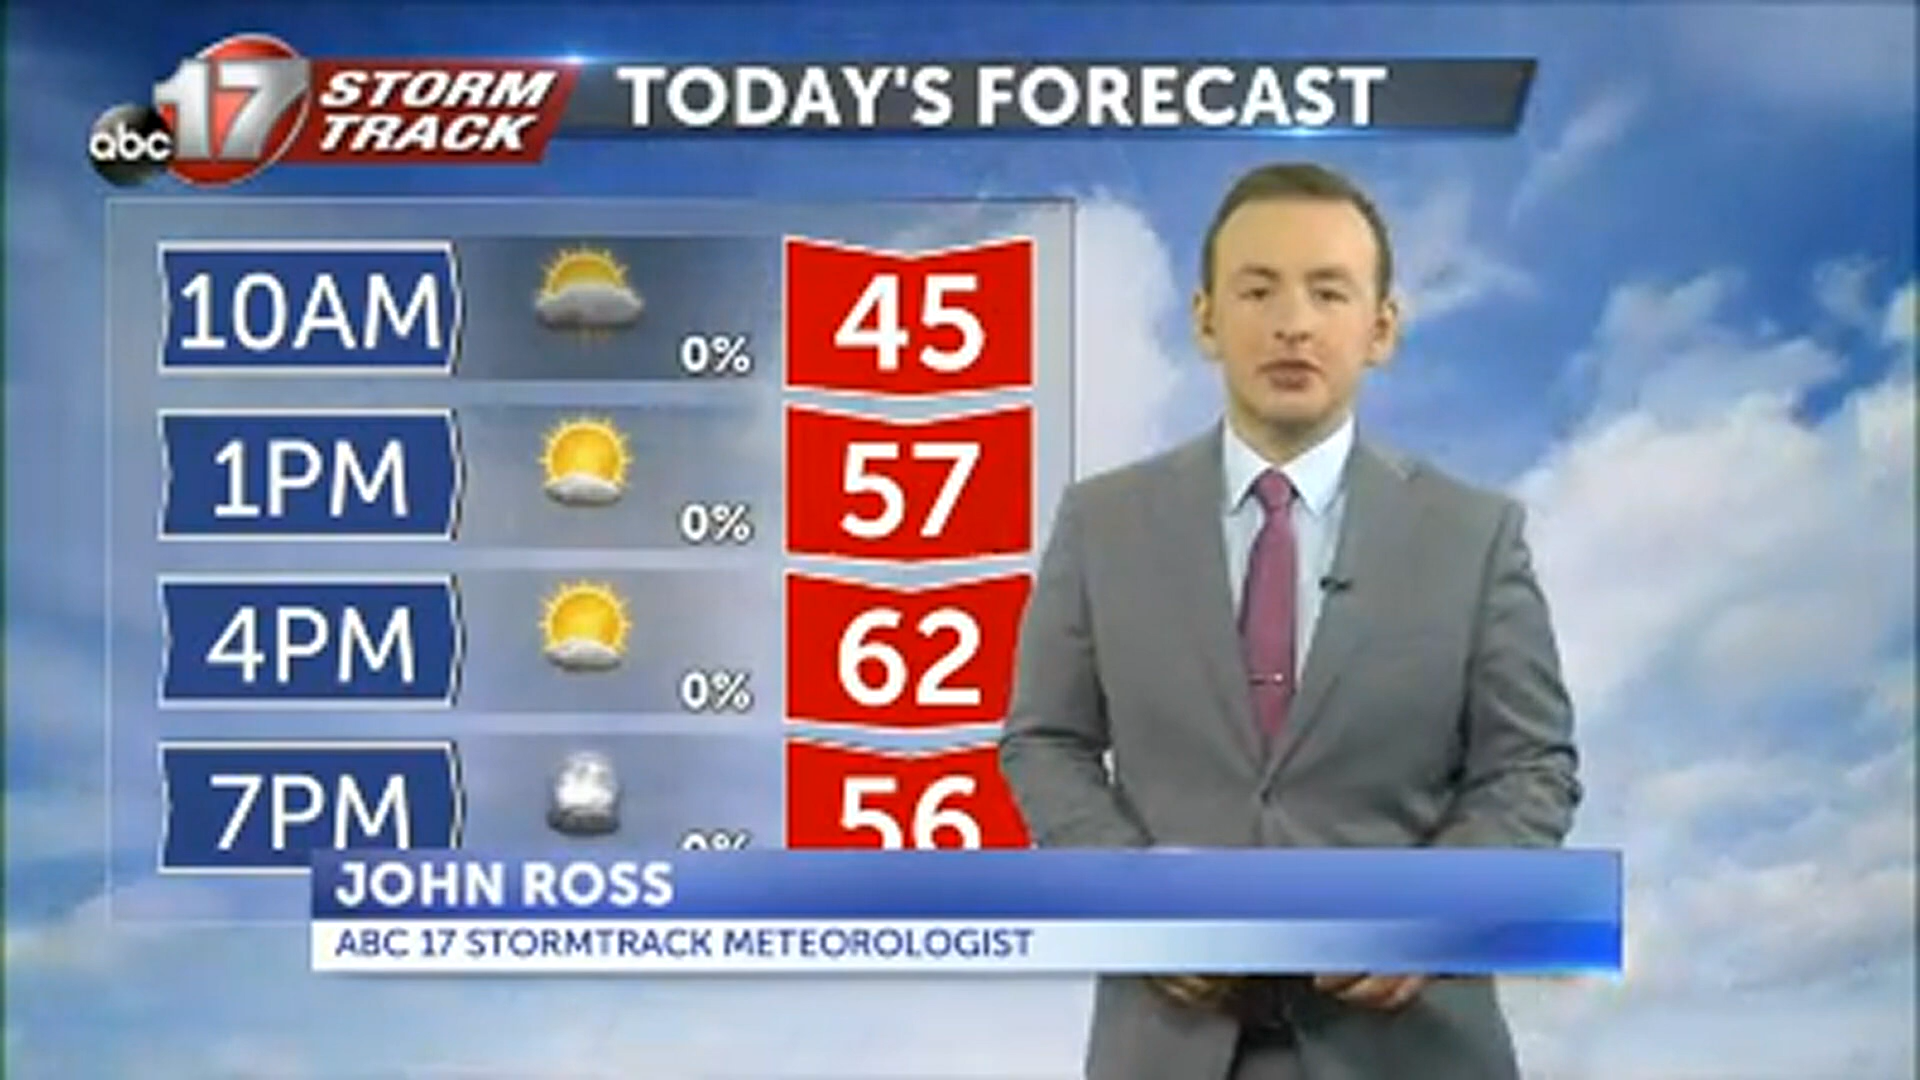 abc 17 STORM TRACK
TODAY'S FORECAST
10AM 0% 45
1PM 0% 57
4PM 0% 62
7PM 0% 56
JOHN ROSS
ABC 17 STORMTRACK METEOROLOGIST